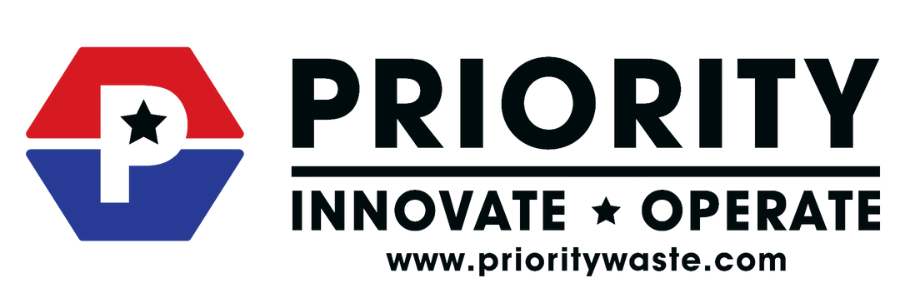 P
PRIORITY
INNOVATE ★ OPERATE
www.prioritywaste.com